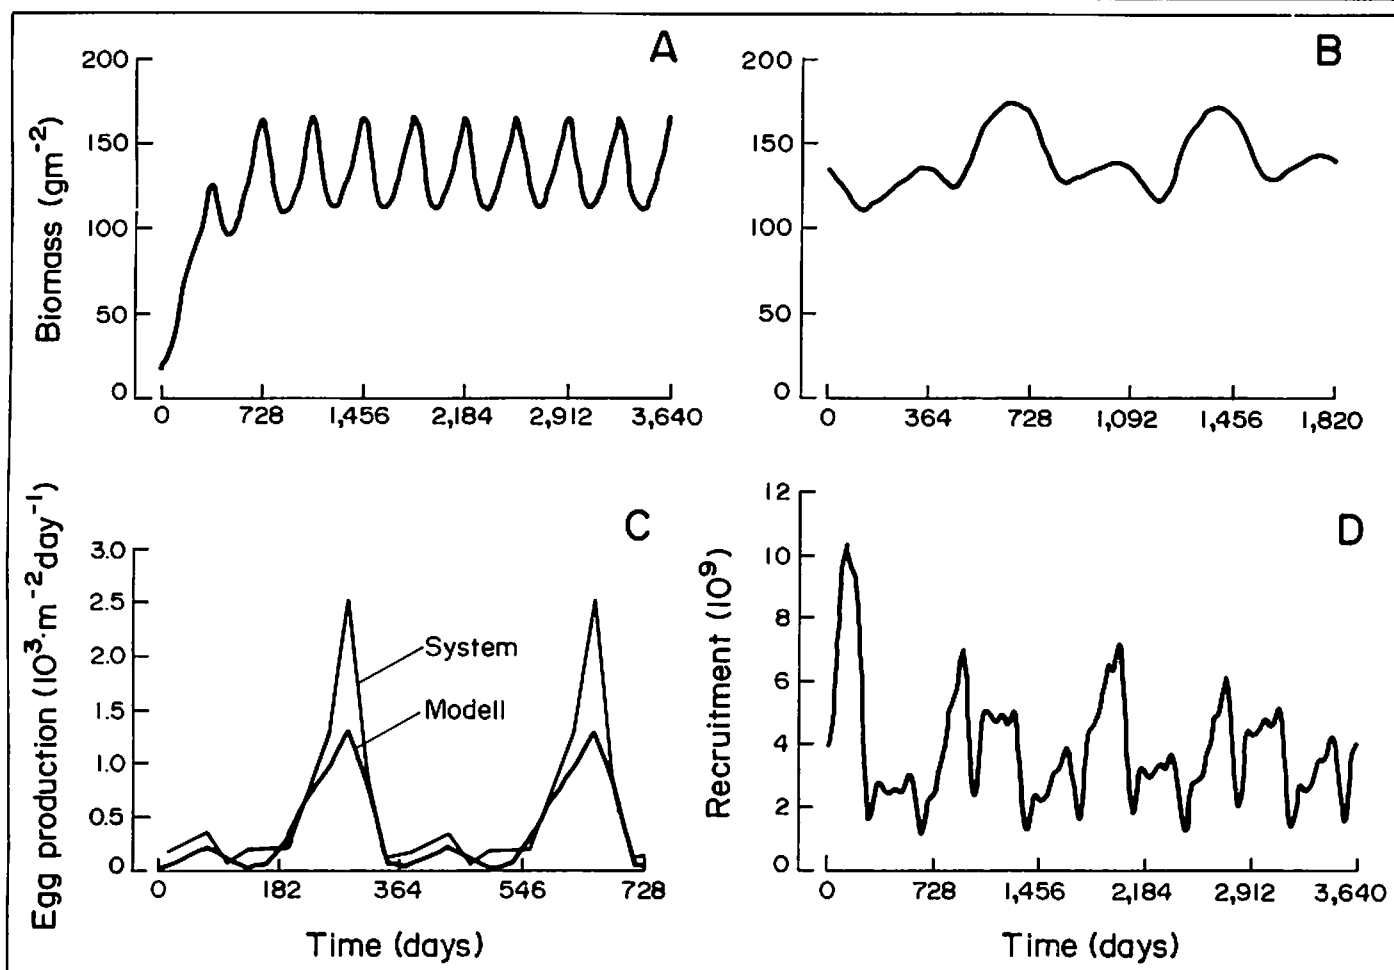 A
200
150
100
50
0
Biomass (gm⁻²)
0 728 1,456 2,184 2,912 3,640
B
200
150
100
50
0
0 364 728 1,092 1,456 1,820
C
3.0
2.5
2.0
1.5
1.0
0.5
0
Egg production (10³·m⁻²day⁻¹)
System
Modell
0 182 364 546 728
Time (days)
D
12
10
8
6
4
2
0
Recruitment (10⁹)
0 728 1,456 2,184 2,912 3,640
Time (days)